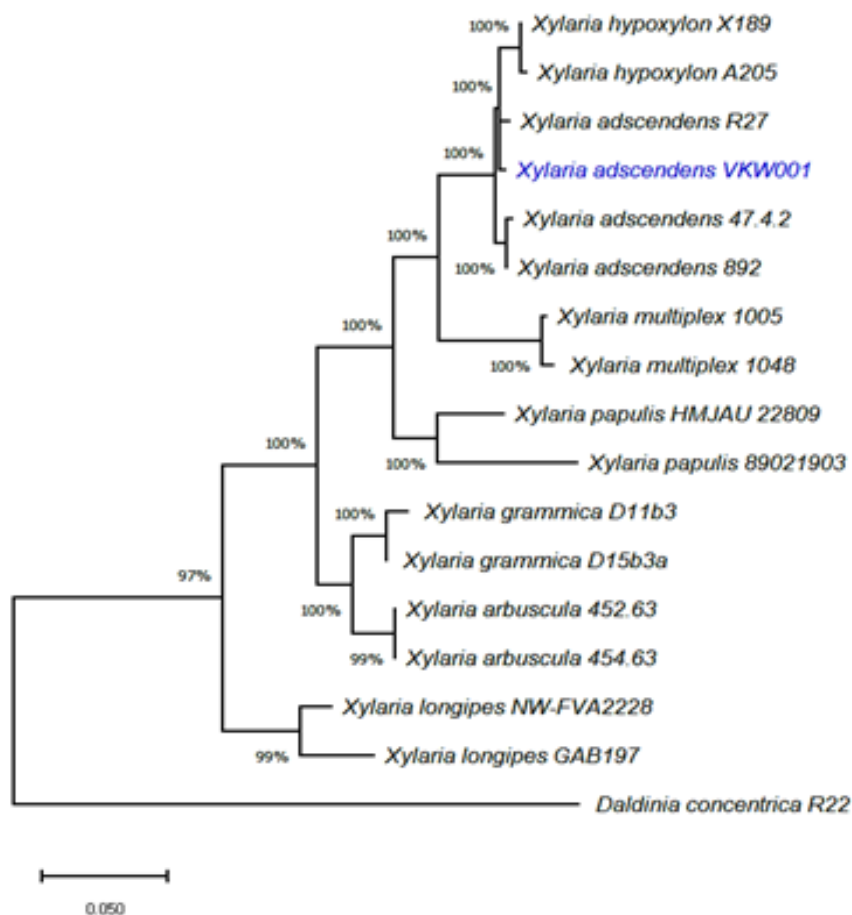 100%
Xylaria hypoxylon X189
Xylaria hypoxylon A205
100%
Xylaria adscendens R27
100%
Xylaria adscendens VKW001
Xylaria adscendens 47.4.2
100%
100%
Xylaria adscendens 892
Xylaria multiplex 1005
100%
100%
Xylaria multiplex 1048
Xylaria papulis HMJAU 22809
100%
100%
Xylaria papulis 89021903
100%
Xylaria grammica D11b3
Xylaria grammica D15b3a
97%
100%
Xylaria arbuscula 452.63
99%
Xylaria arbuscula 454.63
Xylaria longipes NW-FVA2228
99%
Xylaria longipes GAB197
Daldinia concentrica R22
0.050